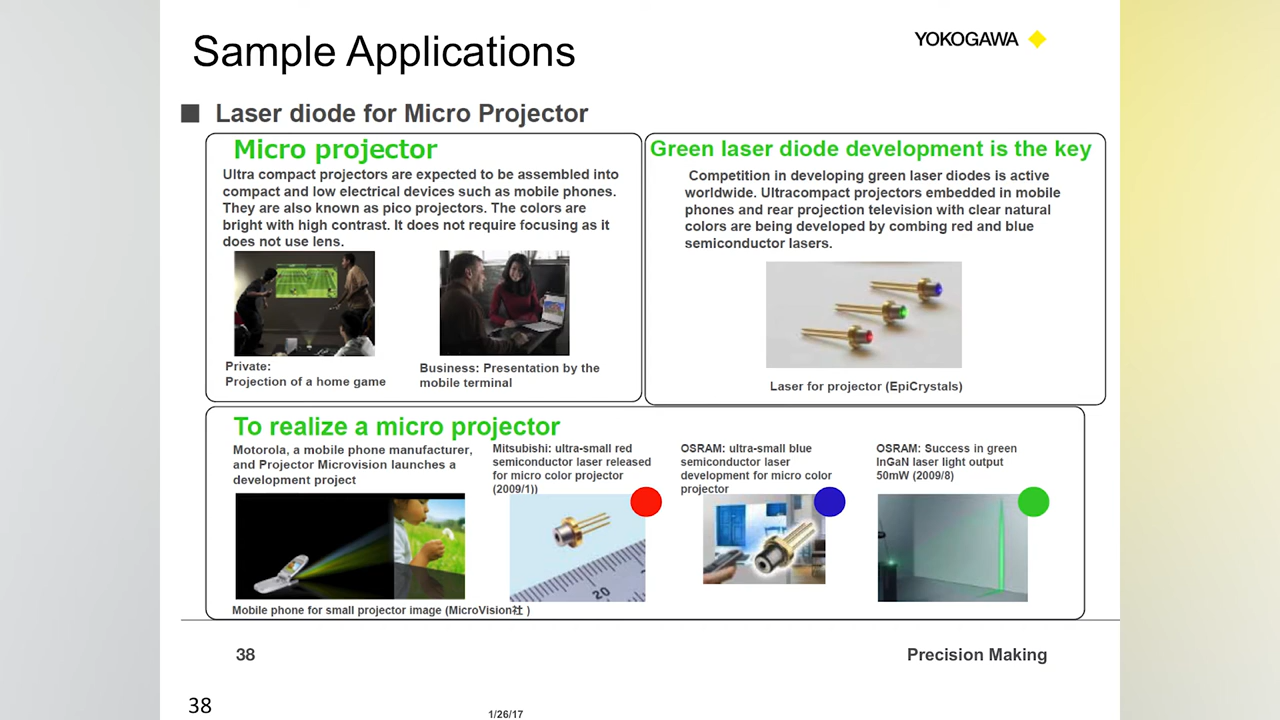 Sample Applications
YOKOGAWA
Laser diode for Micro Projector
Micro projector
Ultra compact projectors are expected to be assembled into
compact and low electrical devices such as mobile phones.
They are also known as pico projectors. The colors are
bright with high contrast. It does not require focusing as it
does not use lens.
Private:
Projection of a home game
Business: Presentation by the
mobile terminal
Green laser diode development is the key
Competition in developing green laser diodes is active
worldwide. Ultracompact projectors embedded in mobile
phones and rear projection television with clear natural
colors are being developed by combing red and blue
semiconductor lasers.
Laser for projector (EpiCrystals)
To realize a micro projector
Motorola, a mobile phone manufacturer,
and Projector Microvision launches a
development project
Mobile phone for small projector image (MicroVision社 )
Mitsubishi: ultra-small red
semiconductor laser released
for micro color projector
(2009/1))
20
OSRAM: ultra-small blue
semiconductor laser
development for micro color
projector
OSRAM: Success in green
InGaN laser light output
50mW (2009/8)
38
Precision Making
38
1/26/17